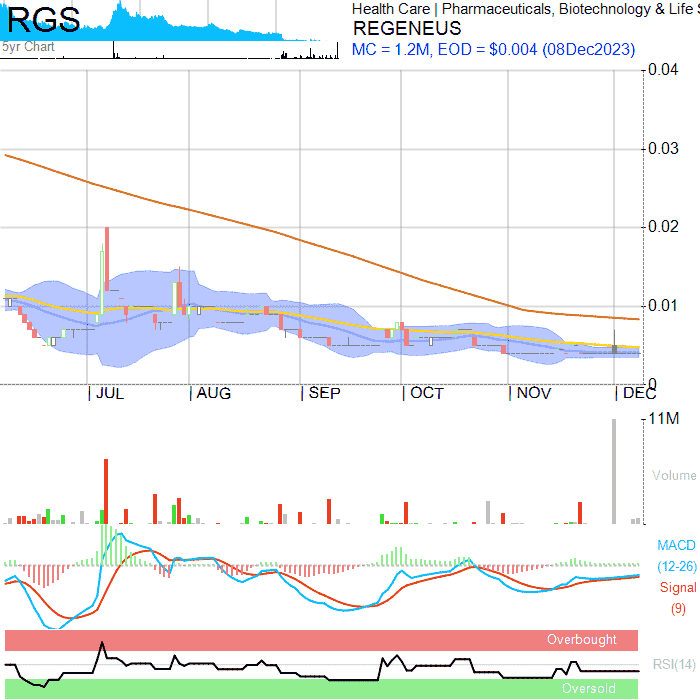 RGS
Health Care | Pharmaceuticals, Biotechnology & Life S
REGENEUS
5yr Chart
MC = 1.2M, EOD = $0.004 (08Dec2023)
0.04
0.03
0.02
0.01
0
JUL AUG SEP OCT NOV DEC
11M
Volume
MACD
(12-26)
Signal
(9)
Overbought
RSI(14)
Oversold